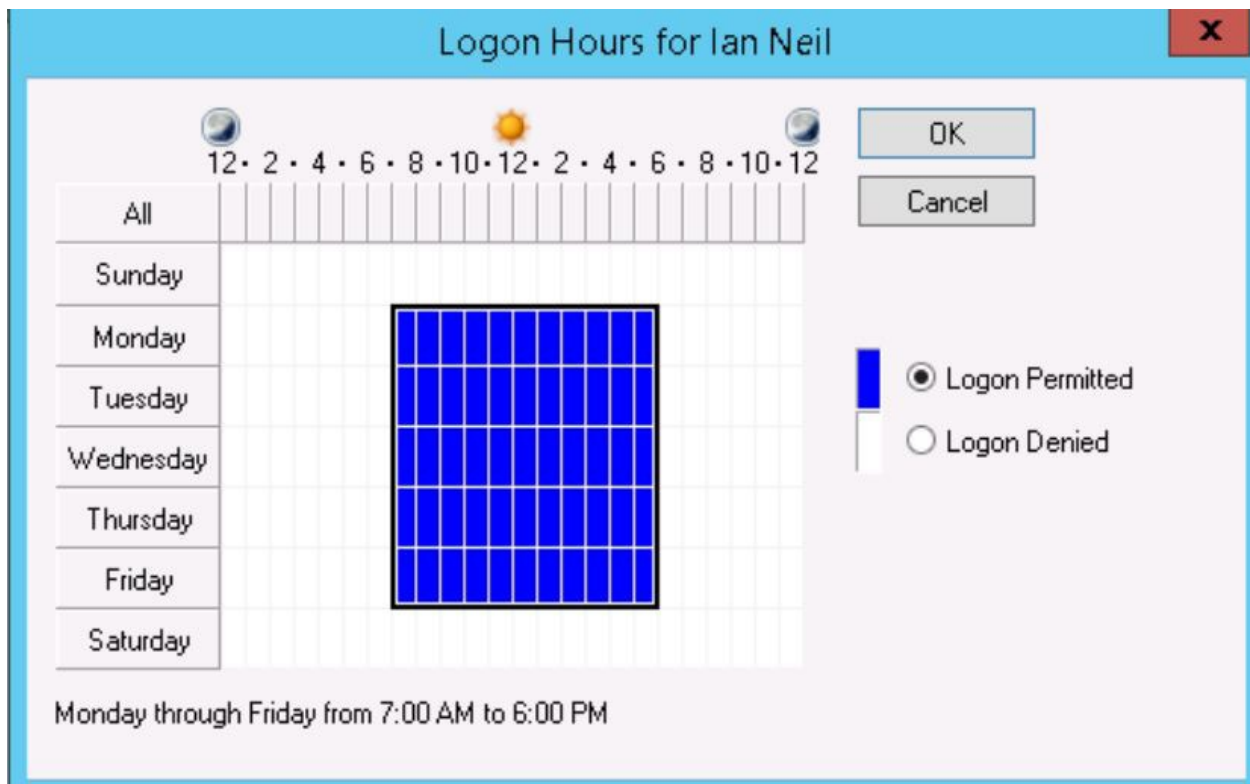 Logon Hours for Ian Neil
x
12 · 2 · 4 · 6 · 8 · 10 · 12 · 2 · 4 · 6 · 8 · 10 · 12
OK
All
Cancel
Sunday
Monday
Tuesday
Wednesday
Thursday
Friday
Saturday
Logon Permitted
Logon Denied
Monday through Friday from 7:00 AM to 6:00 PM